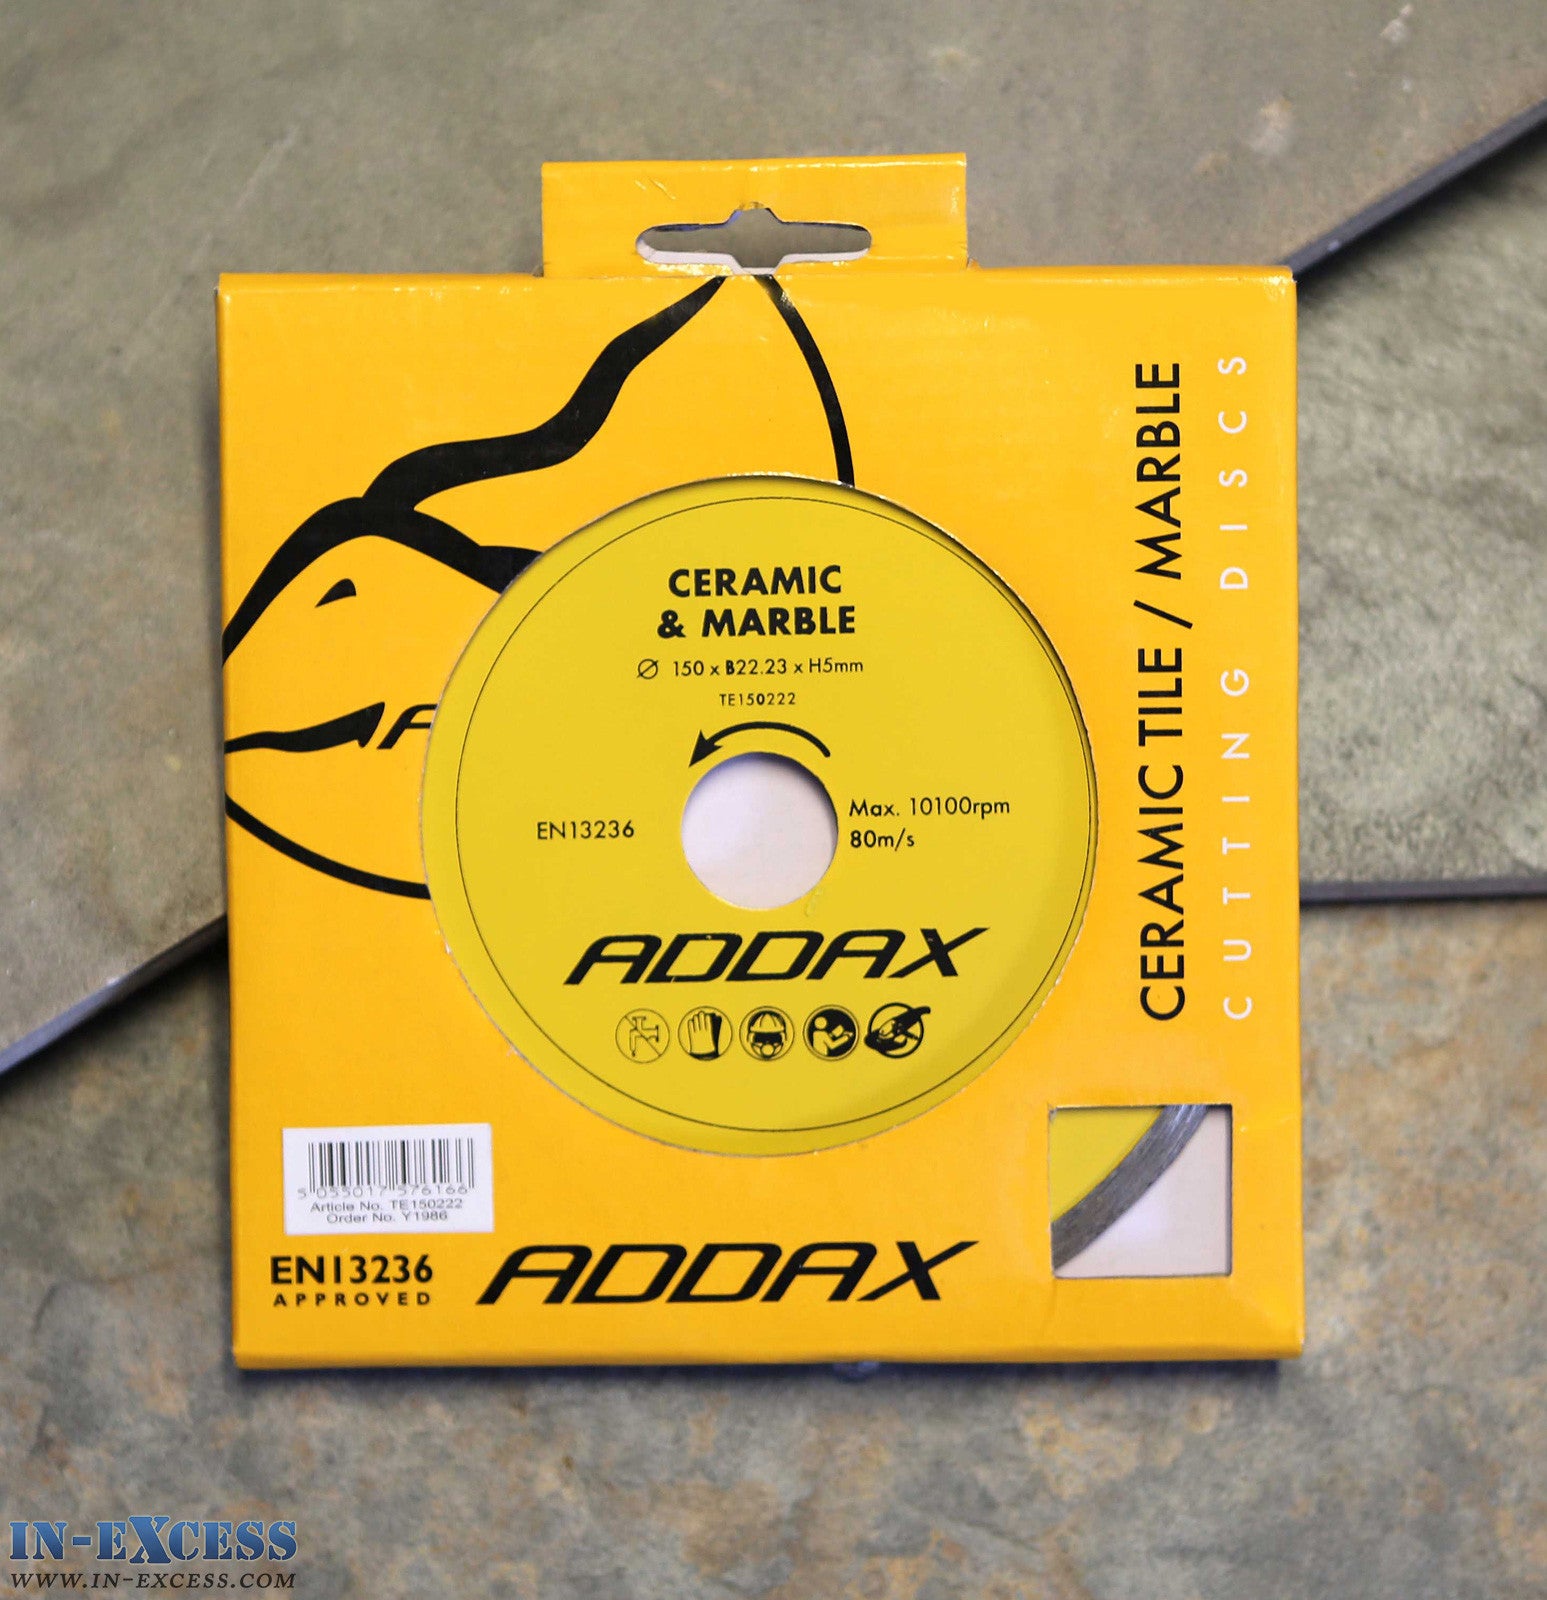 CERAMIC
& MARBLE
Ø 150 x B22.23 x H5mm
TE150222
EN13236
Max. 10100rpm
80m/s
ADDAX
CERAMIC TILE / MARBLE
CUTTING DISCS
5 055017 576166
Article No. TE150222
Order No. Y1986
EN13236
APPROVED
ADDAX
IN-EXCESS
WWW.IN-EXCESS.COM